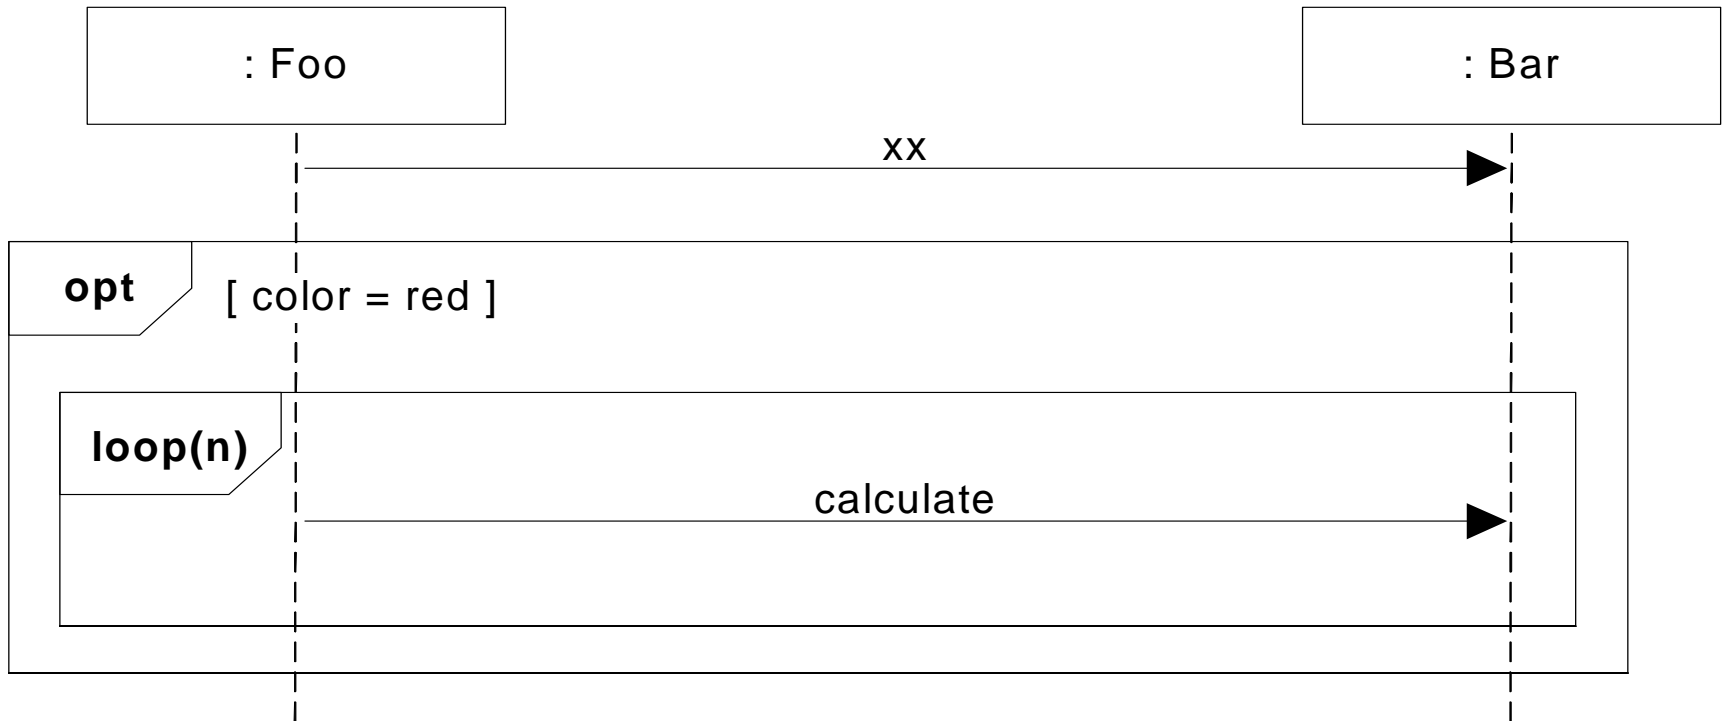 : Foo
: Bar
xx
opt
[ color = red ]
loop(n)
calculate